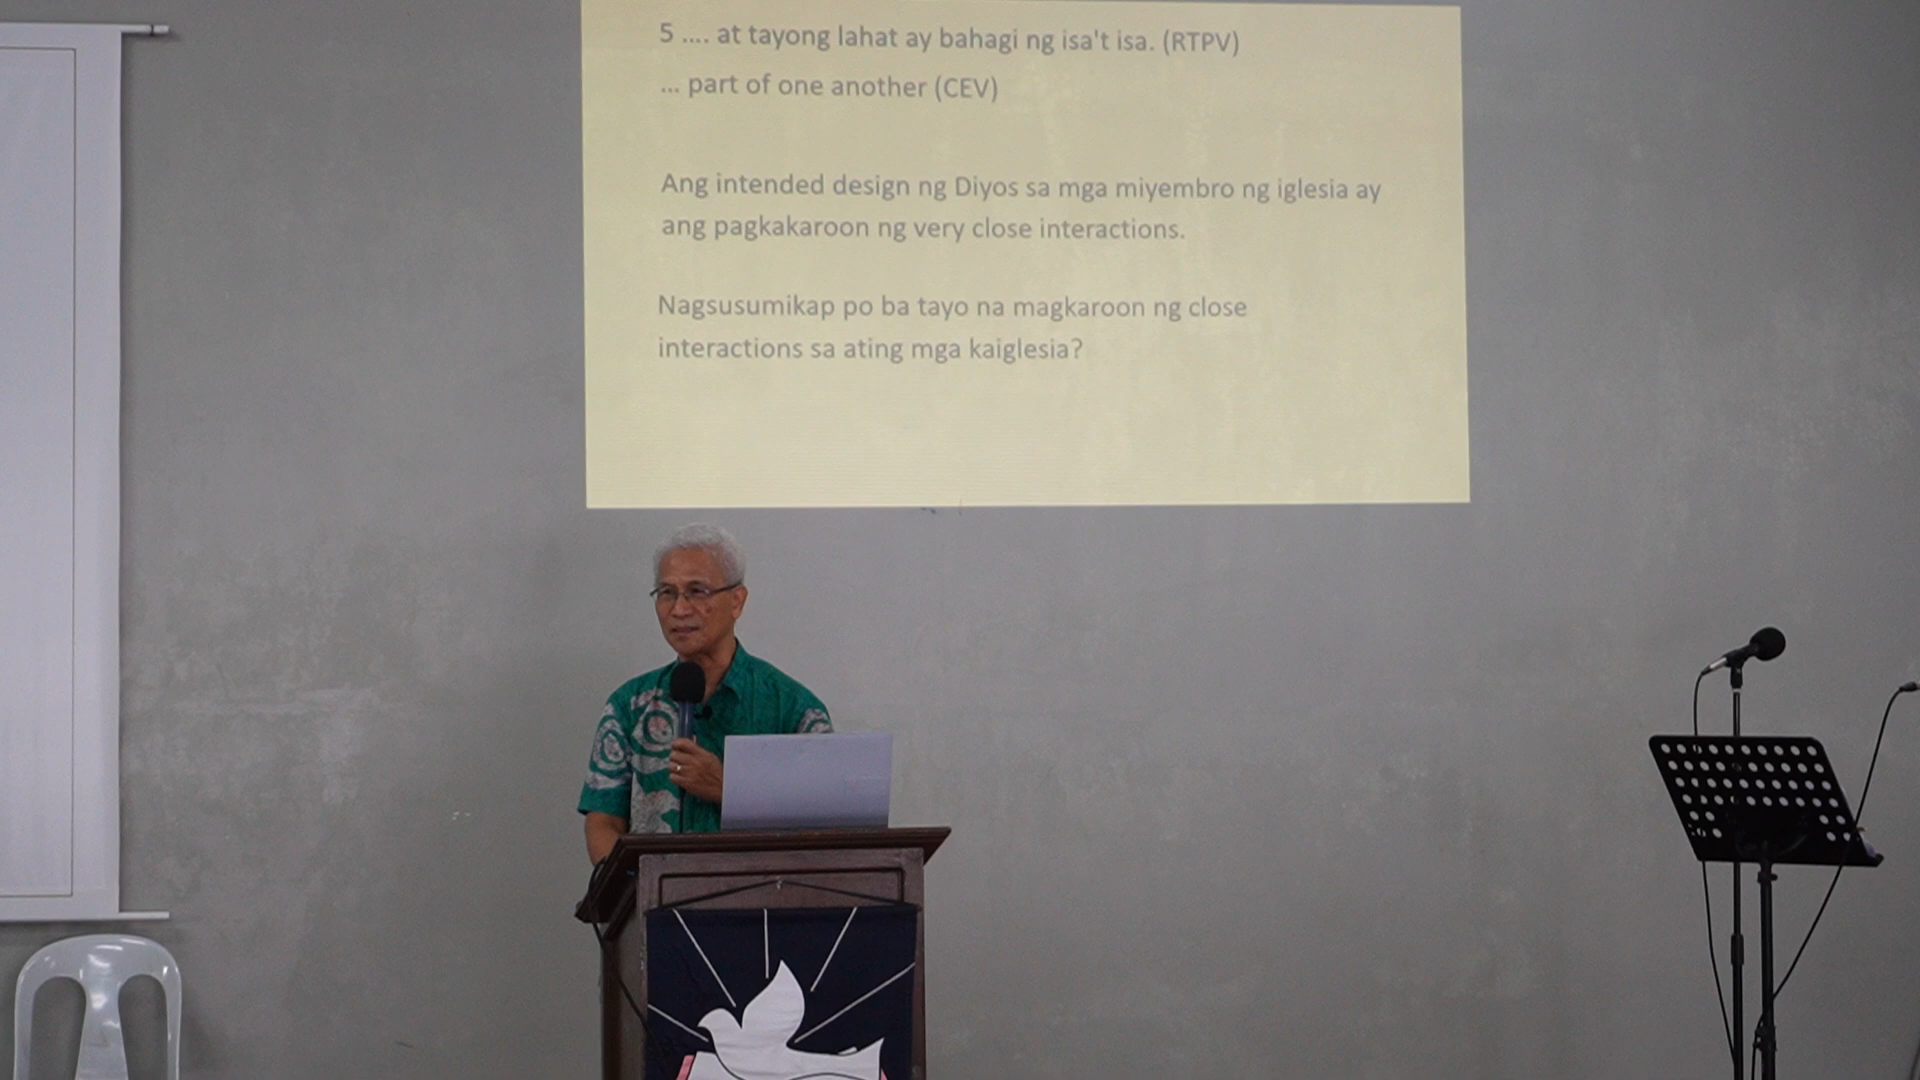 5 .... at tayong lahat ay bahagi ng isa't isa. (RTPV)
... part of one another (CEV)
Ang intended design ng Diyos sa mga miyembro ng iglesia ay
ang pagkakaroon ng very close interactions.
Nagsusumikap po ba tayo na magkaroon ng close
interactions sa ating mga kaiglesia?